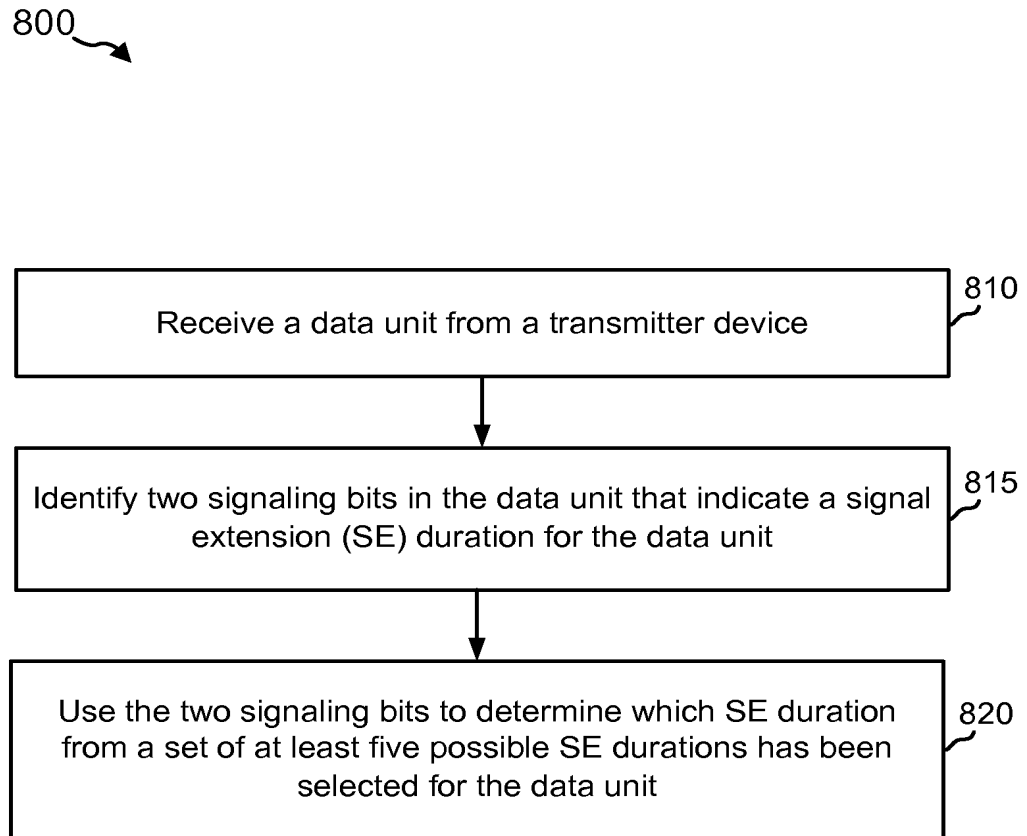 800
Receive a data unit from a transmitter device
810
Identify two signaling bits in the data unit that indicate a signal
extension (SE) duration for the data unit
815
Use the two signaling bits to determine which SE duration
from a set of at least five possible SE durations has been
selected for the data unit
820